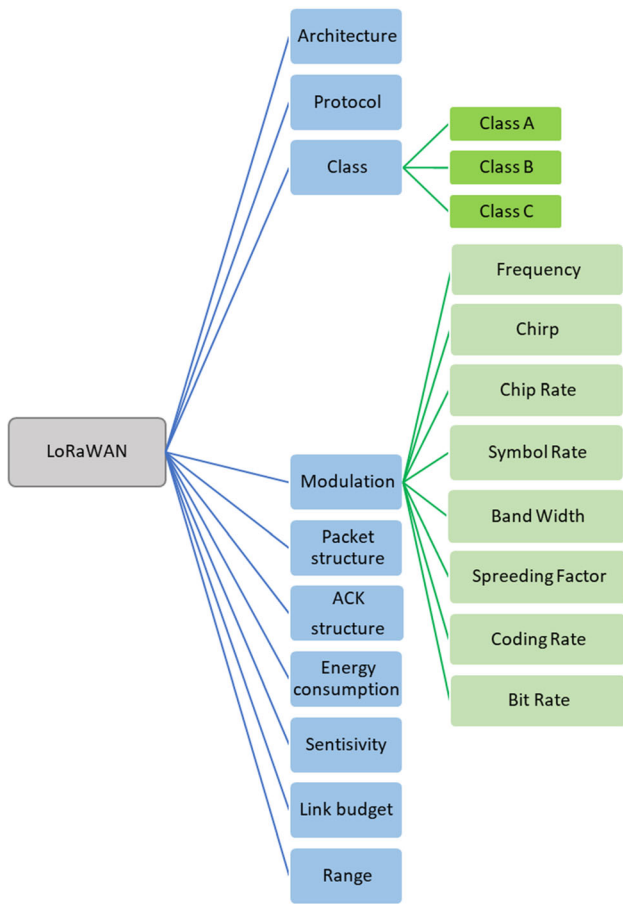 Architecture
Protocol
Class
Class A
Class B
Class C
LoRaWAN
Modulation
Frequency
Chirp
Chip Rate
Symbol Rate
Band Width
Spreeding Factor
Coding Rate
Bit Rate
Packet
structure
ACK
structure
Energy
consumption
Sentisivity
Link budget
Range